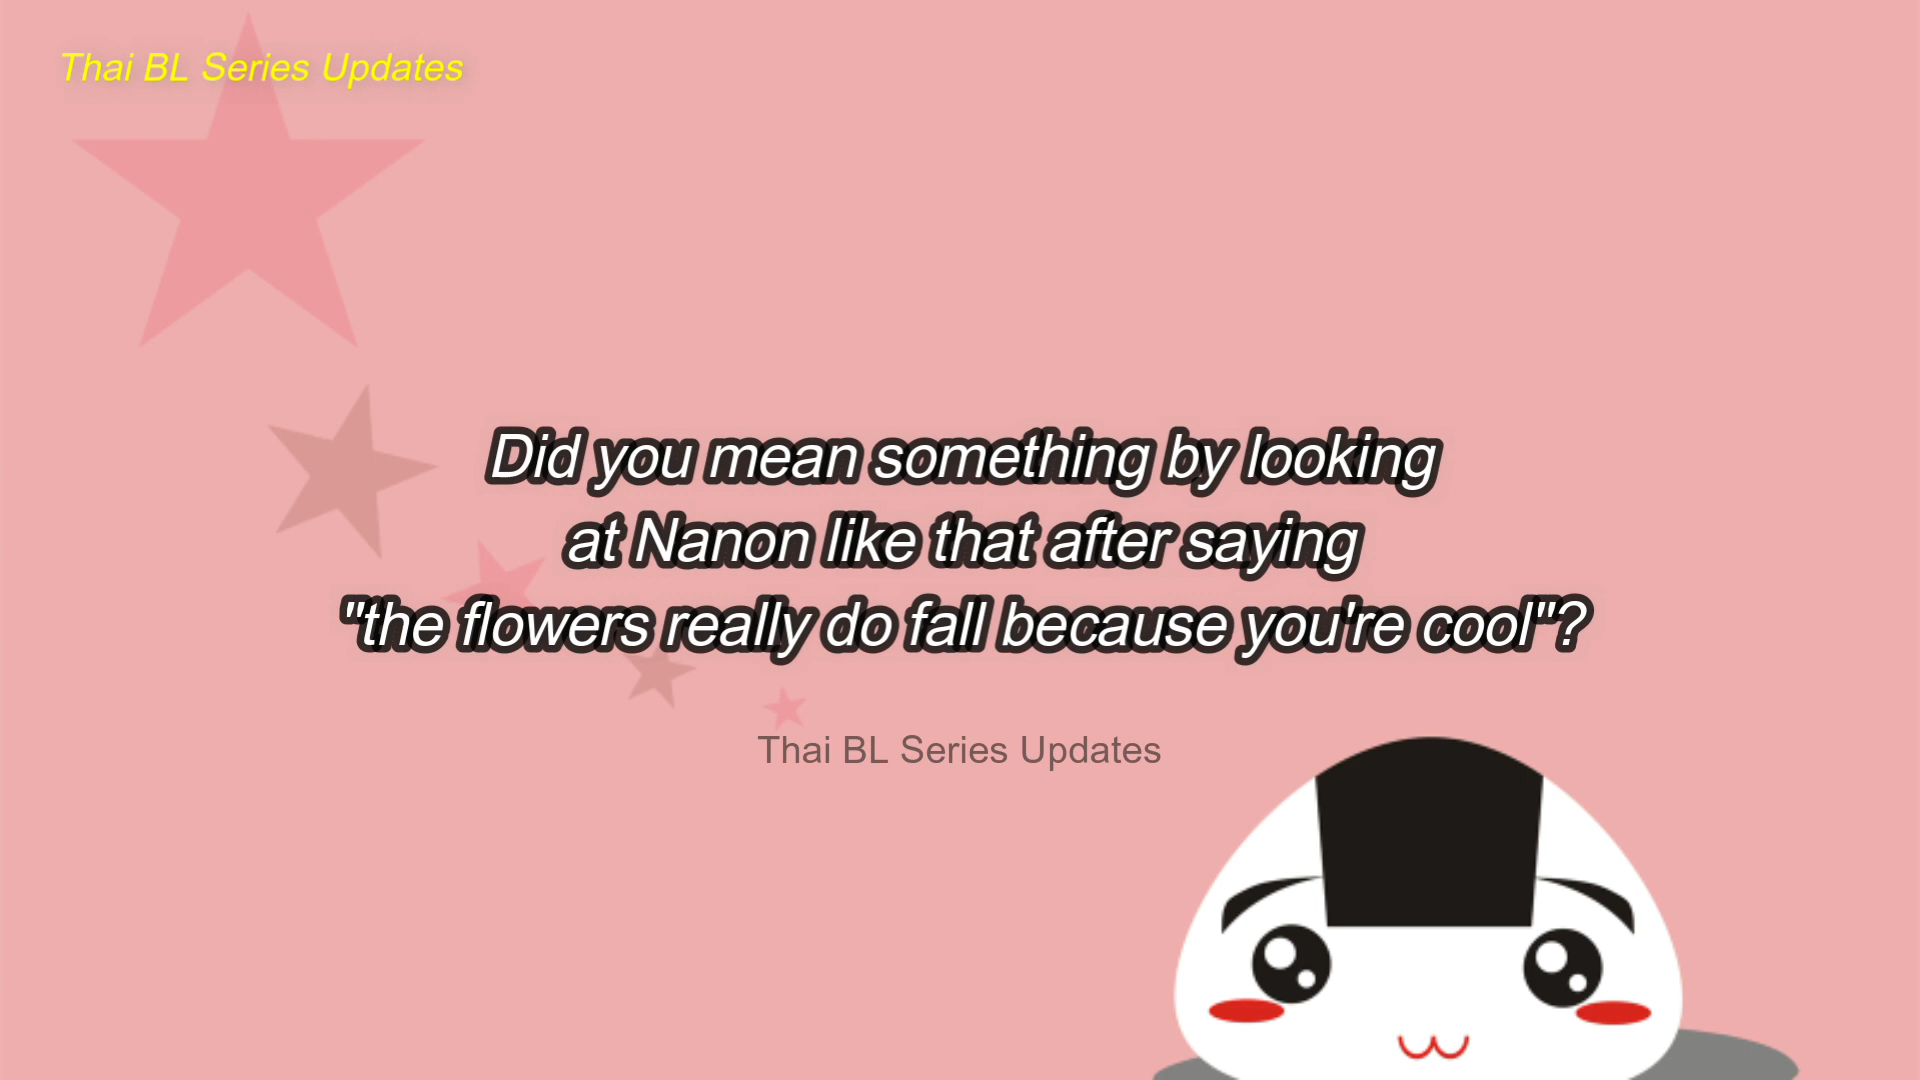 Thai BL Series Updates
Did you mean something by looking
at Nanon like that after saying
"the flowers really do fall because you're cool"?
Thai BL Series Updates